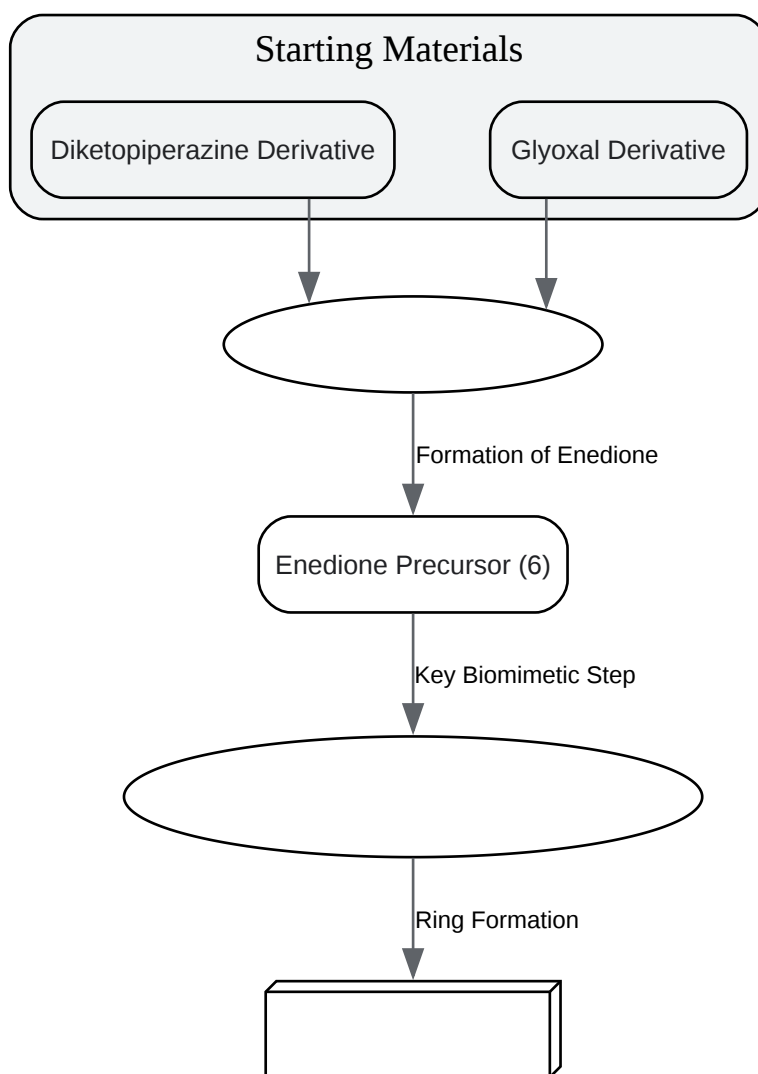 Starting Materials
Diketopiperazine Derivative
Glyoxal Derivative
Formation of Enedione
Enedione Precursor (6)
Key Biomimetic Step
Ring Formation